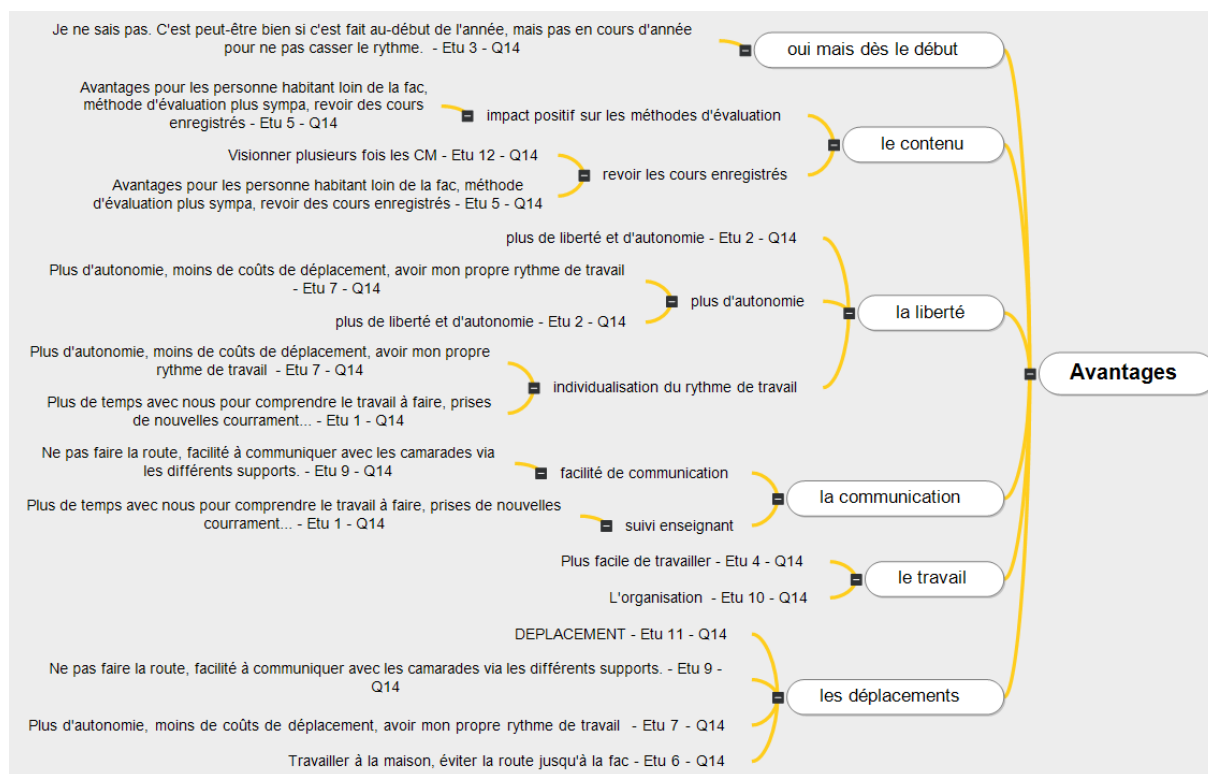 Je ne sais pas. C'est peut-être bien si c'est fait au-début de l'année, mais pas en cours d'année
pour ne pas casser le rythme. - Etu 3 - Q14
oui mais dès le début
Avantages pour les personne habitant loin de la fac,
méthode d'évaluation plus sympa, revoir des cours
enregistrés - Etu 5 - Q14
impact positif sur les méthodes d'évaluation
le contenu
Visionner plusieurs fois les CM - Etu 12 - Q14
revoir les cours enregistrés
Avantages pour les personne habitant loin de la fac, méthode
d'évaluation plus sympa, revoir des cours enregistrés - Etu 5 - Q14
plus de liberté et d'autonomie - Etu 2 - Q14
Plus d'autonomie, moins de coûts de déplacement, avoir mon propre rythme de travail
- Etu 7 - Q14
plus d'autonomie
la liberté
plus de liberté et d'autonomie - Etu 2 - Q14
Plus d'autonomie, moins de coûts de déplacement, avoir mon propre
rythme de travail - Etu 7 - Q14
individualisation du rythme de travail
Avantages
Plus de temps avec nous pour comprendre le travail à faire, prises
de nouvelles courrament... - Etu 1 - Q14
Ne pas faire la route, facilité à communiquer avec les camarades via
les différents supports. - Etu 9 - Q14
facilité de communication
la communication
Plus de temps avec nous pour comprendre le travail à faire, prises de nouvelles
courrament... - Etu 1 - Q14
suivi enseignant
Plus facile de travailler - Etu 4 - Q14
le travail
L'organisation - Etu 10 - Q14
DEPLACEMENT - Etu 11 - Q14
Ne pas faire la route, facilité à communiquer avec les camarades via les différents supports. - Etu 9 -
Q14
les déplacements
Plus d'autonomie, moins de coûts de déplacement, avoir mon propre rythme de travail - Etu 7 - Q14
Travailler à la maison, éviter la route jusqu'à la fac - Etu 6 - Q14